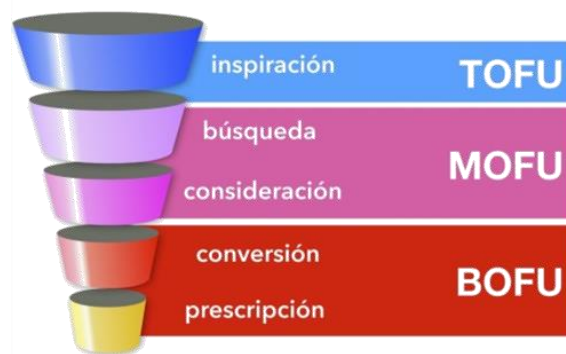 inspiración
TOFU
búsqueda
MOFU
consideración
conversión
BOFU
prescripción